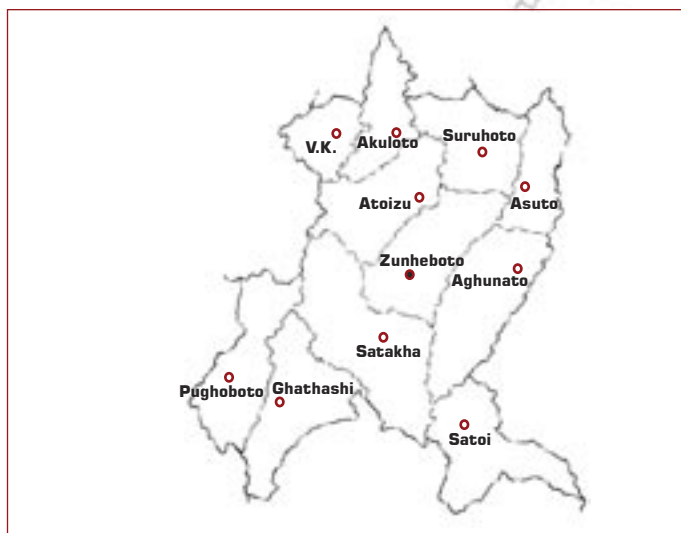 V.K.
Akuloto
Suruhoto
Atoizu
Asuto
Zunheboto
Aghunato
Satakha
Pughoboto
Ghathashi
Satoi